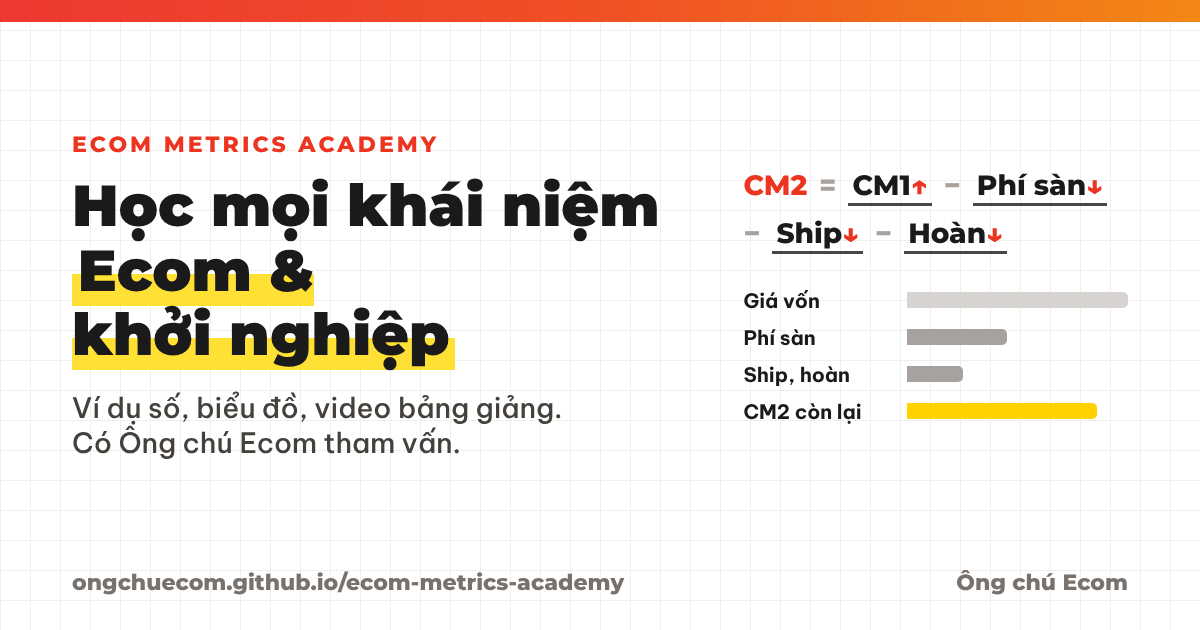 ECOM METRICS ACADEMY
Học mọi khái niệm
Ecom &
khởi nghiệp
Ví dụ số, biểu đồ, video bảng giảng.
Có Ông chú Ecom tham vấn.
CM2 = CM1↑ − Phí sàn↓
− Ship↓ − Hoàn↓
Giá vốn
Phí sàn
Ship, hoàn
CM2 còn lại
ongchuecom.github.io/ecom-metrics-academy
Ông chú Ecom